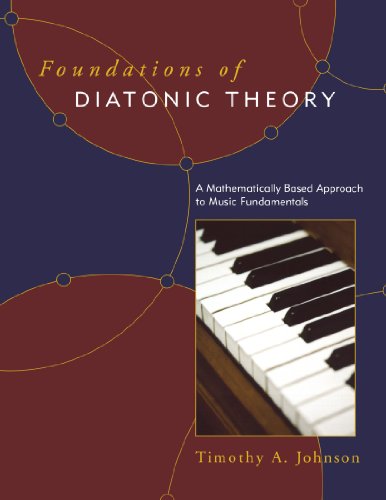 Foundations of
DIATONIC THEORY
A Mathematically Based Approach
to Music Fundamentals
Timothy A. Johnson